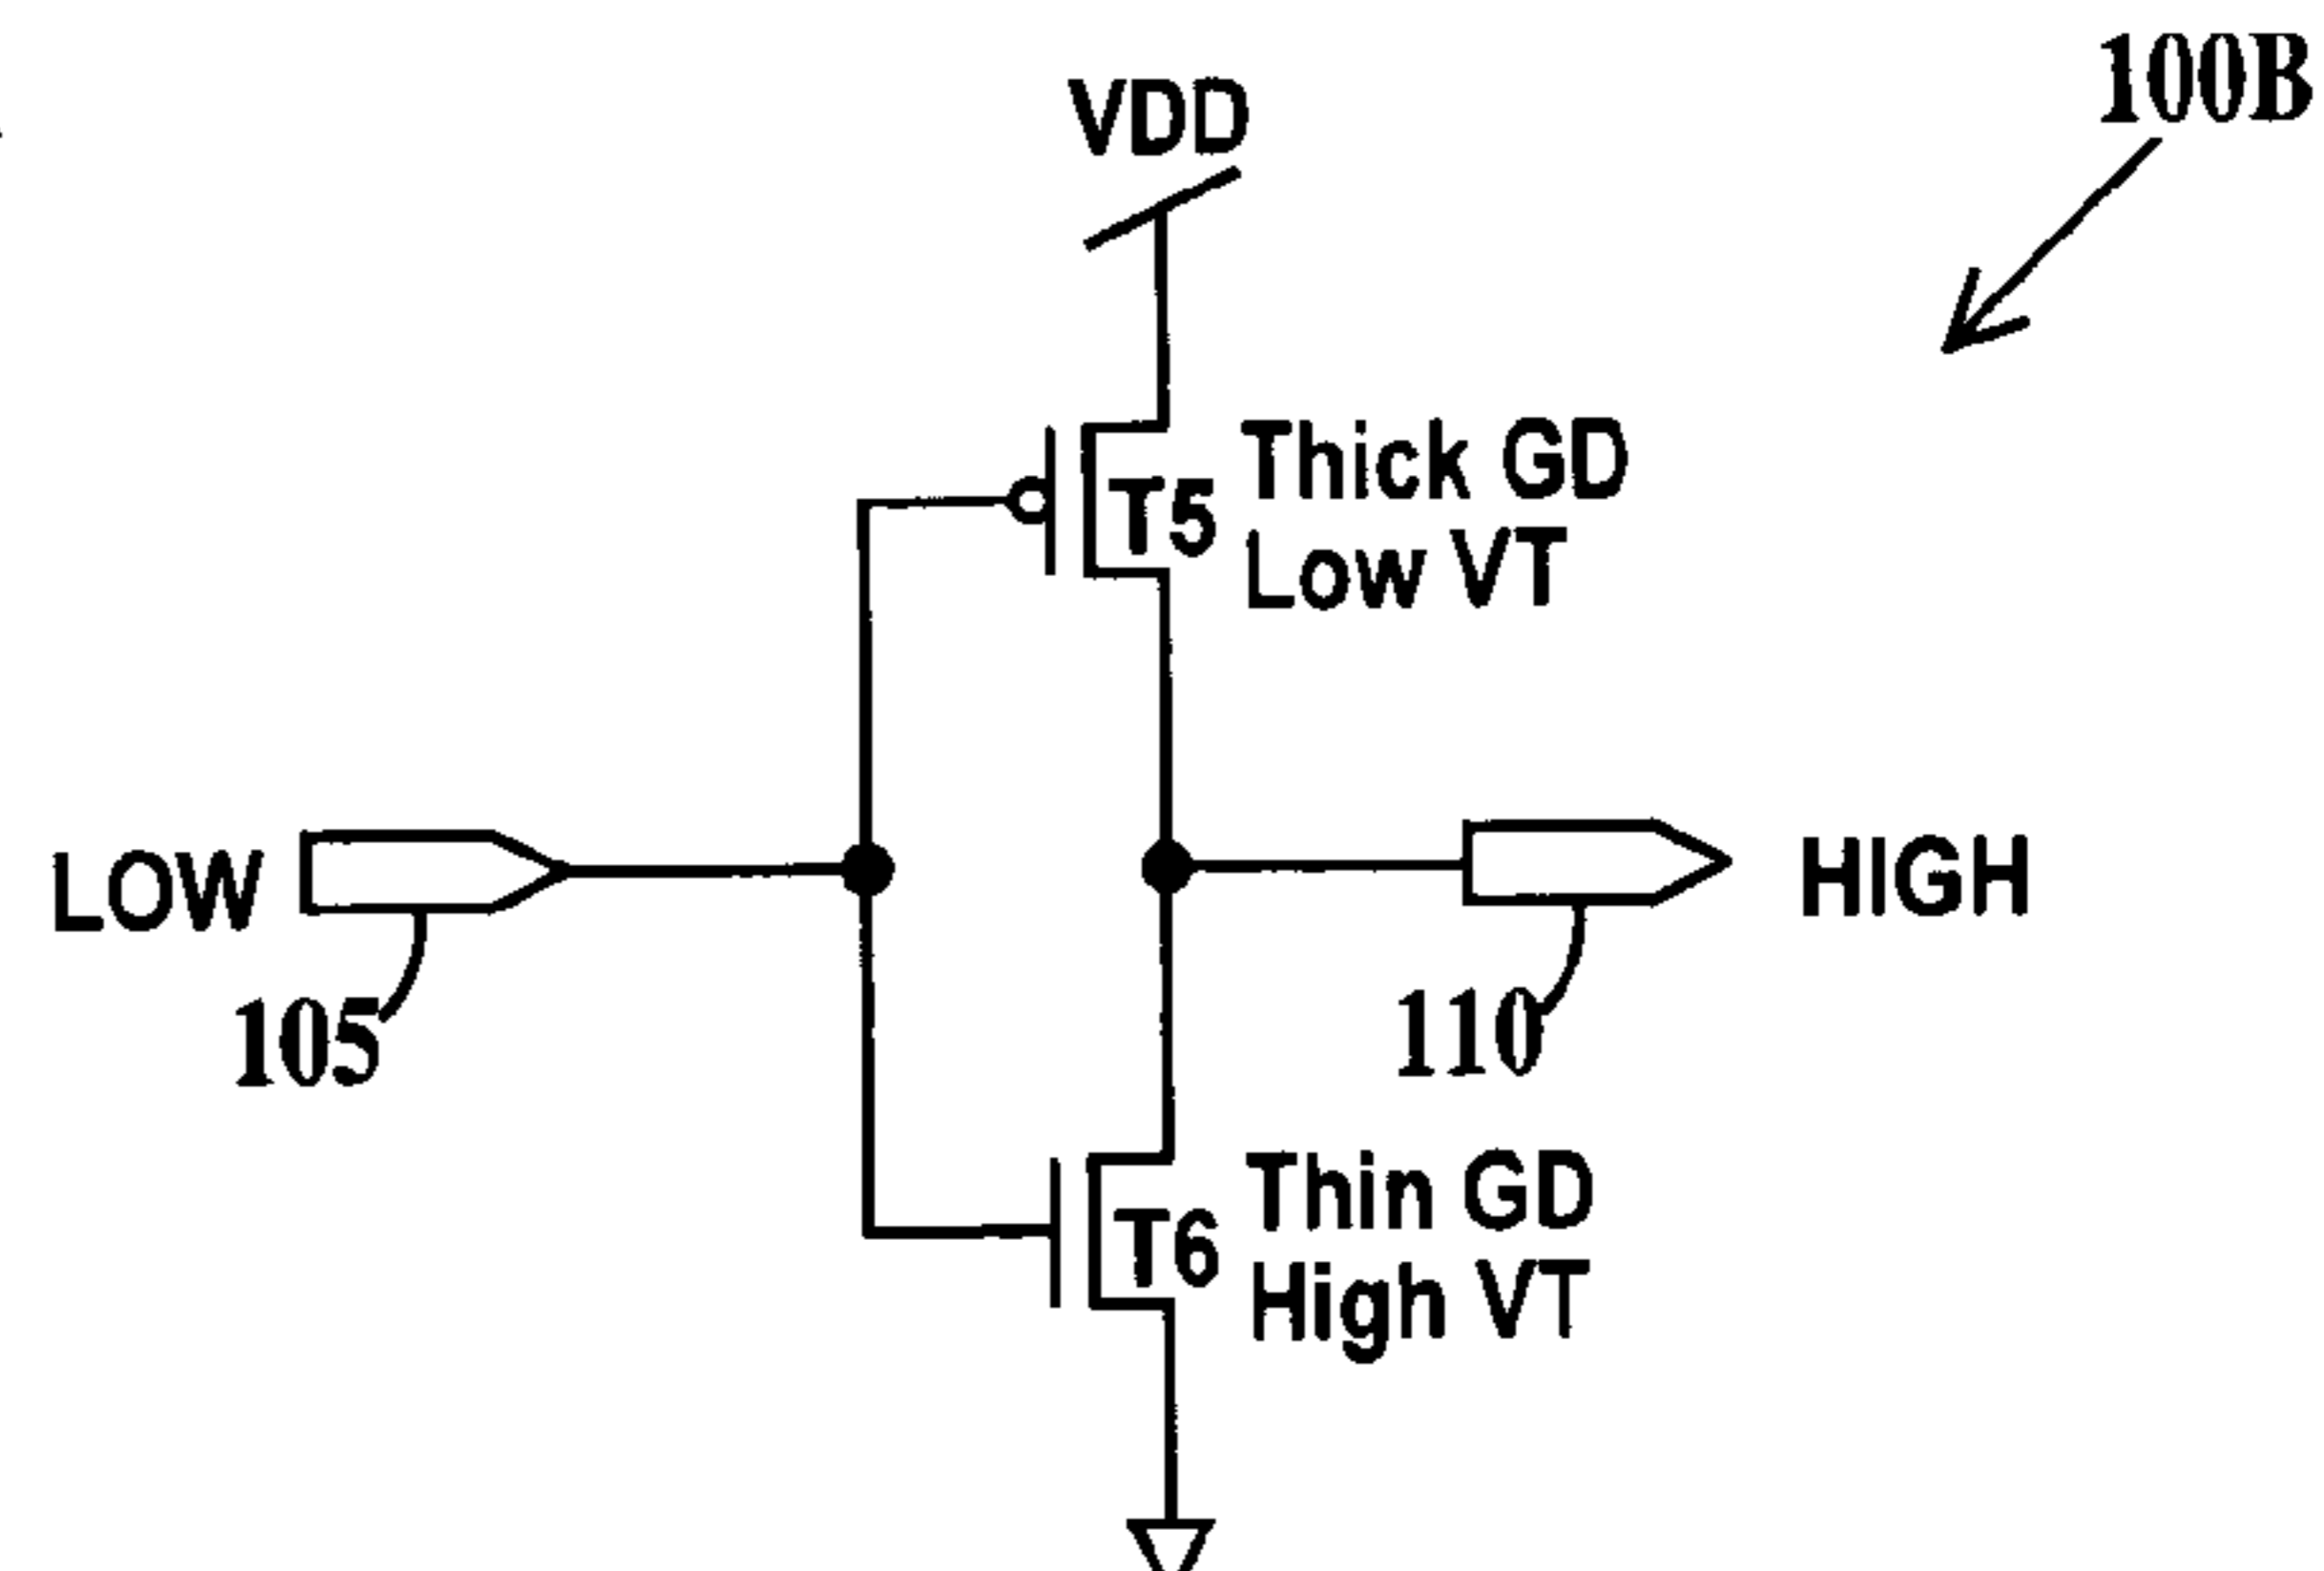 100B
VDD
Thick GD
T5
Low VT
LOW
HIGH
105
110
Thin GD
T6
High VT